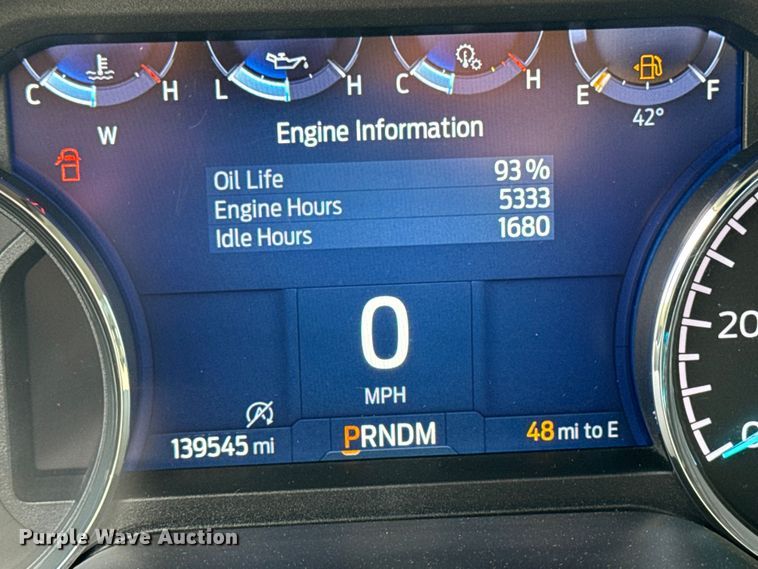 C H L H C H E F
W 42°
Engine Information
Oil Life 93 %
Engine Hours 5333
Idle Hours 1680
20
0
MPH
0
139545 mi PRNDM 48 mi to E
Purple Wave Auction